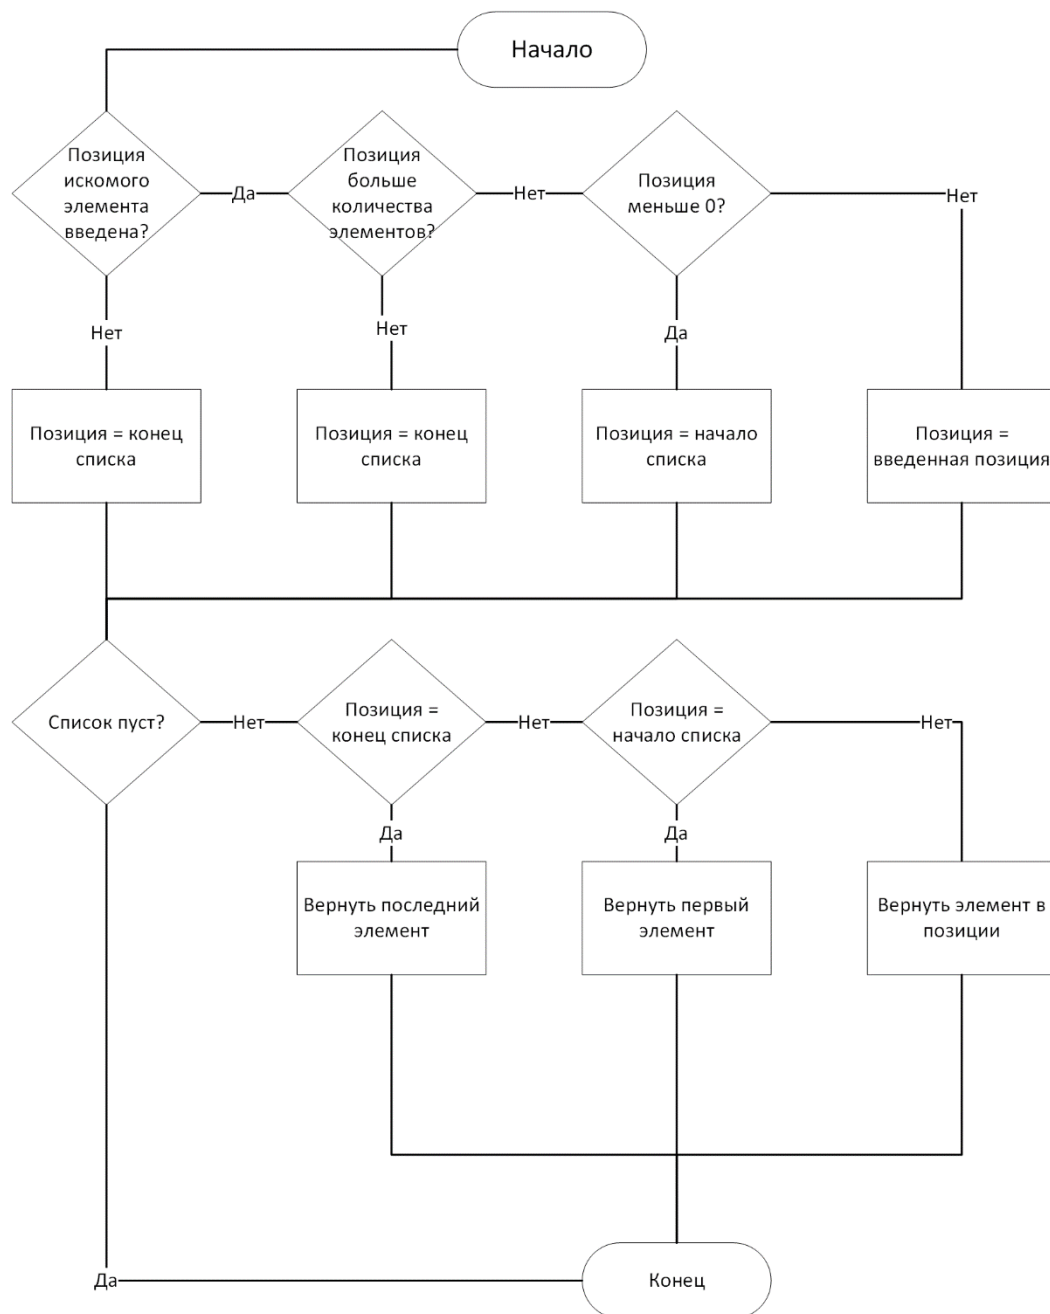 Начало
Позиция
искомого
элемента
введена?
Да
Позиция
больше
количества
элементов?
Нет
Позиция
меньше 0?
Нет
Нет
Нет
Да
Позиция = конец
списка
Позиция = конец
списка
Позиция = начало
списка
Позиция =
введенная позиция
Список пуст?
Нет
Позиция =
конец списка
Нет
Позиция =
начало списка
Нет
Да
Да
Вернуть последний
элемент
Вернуть первый
элемент
Вернуть элемент в
позиции
Да
Конец